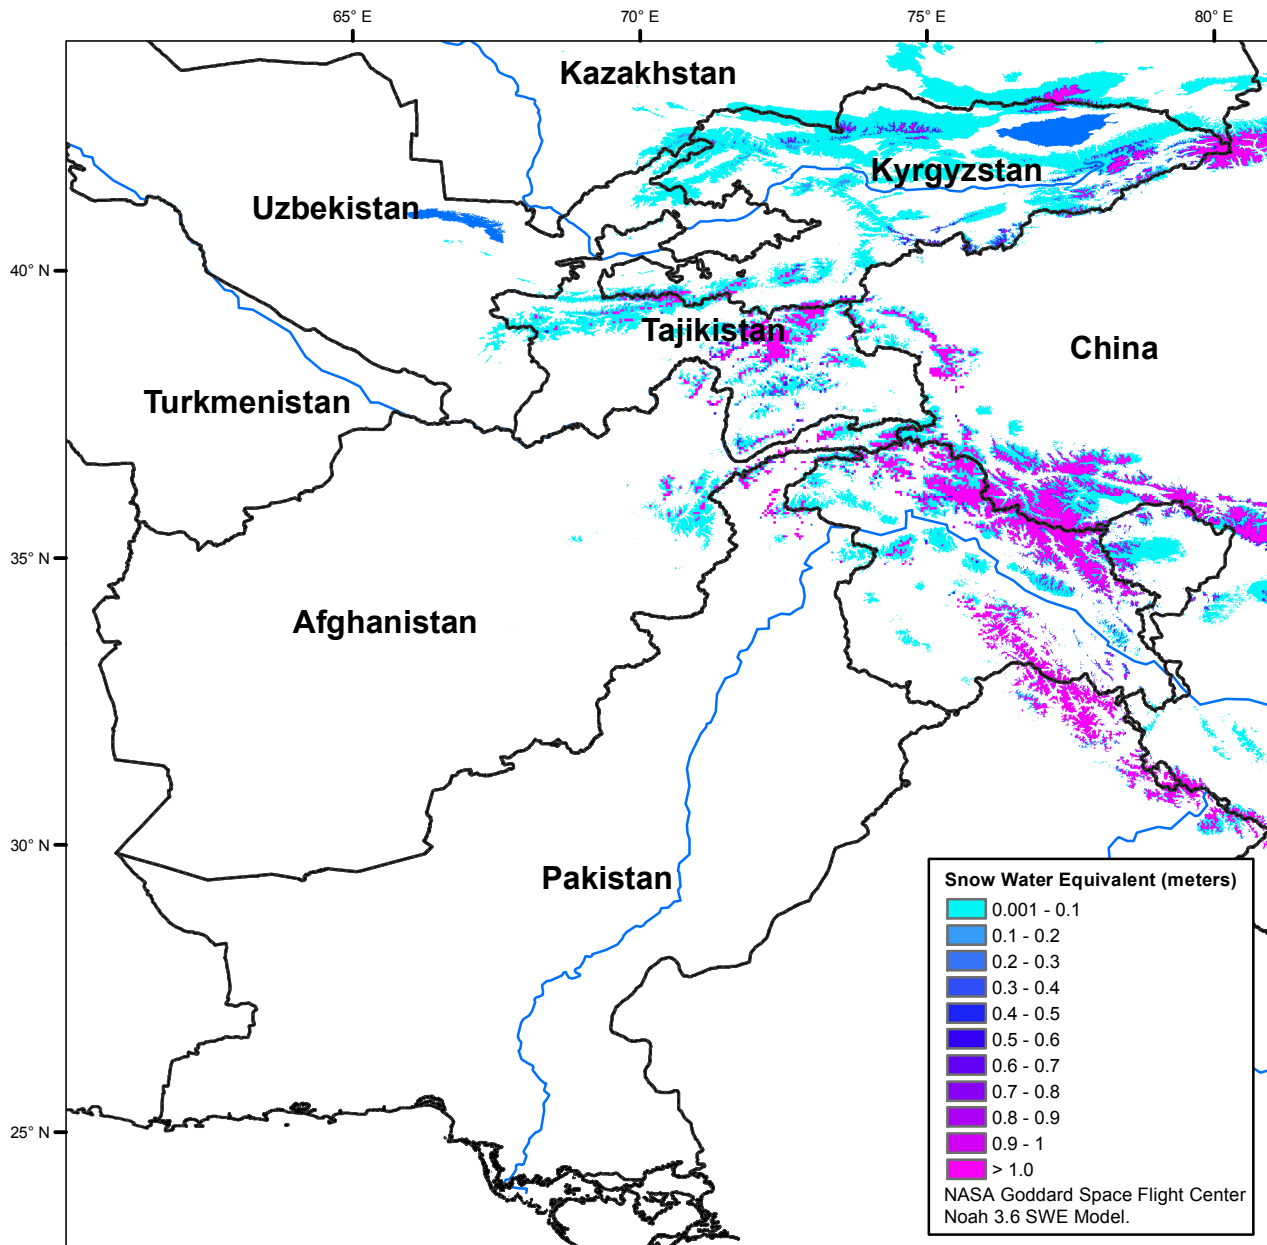 65° E
70° E
75° E
80° E
Kazakhstan
Kyrgyzstan
Uzbekistan
40° N
Tajikistan
China
Turkmenistan
35° N
Afghanistan
30° N
Pakistan
25° N
Snow Water Equivalent (meters)
0.001 - 0.1
0.1 - 0.2
0.2 - 0.3
0.3 - 0.4
0.4 - 0.5
0.5 - 0.6
0.6 - 0.7
0.7 - 0.8
0.8 - 0.9
0.9 - 1
> 1.0
NASA Goddard Space Flight Center
Noah 3.6 SWE Model.